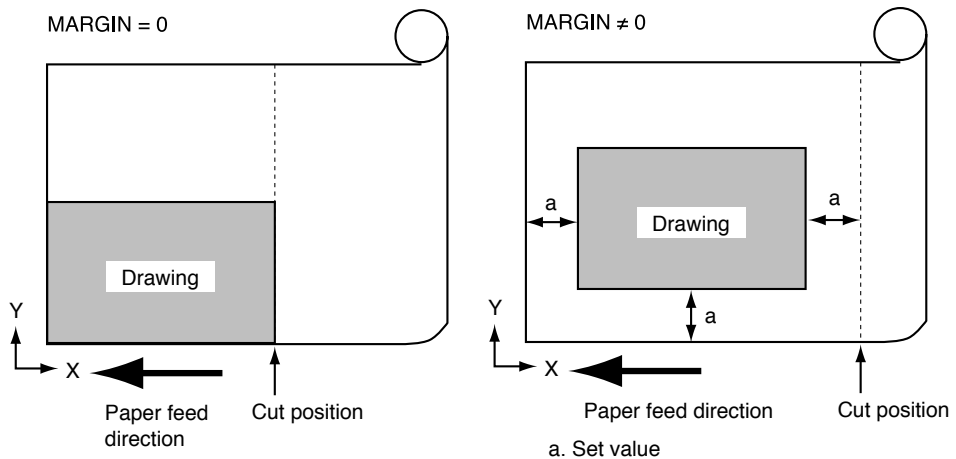 MARGIN = 0
Drawing
Y
X
Paper feed
direction
Cut position
MARGIN ≠ 0
a
a
Drawing
a
Y
X
Paper feed direction
Cut position
a. Set value